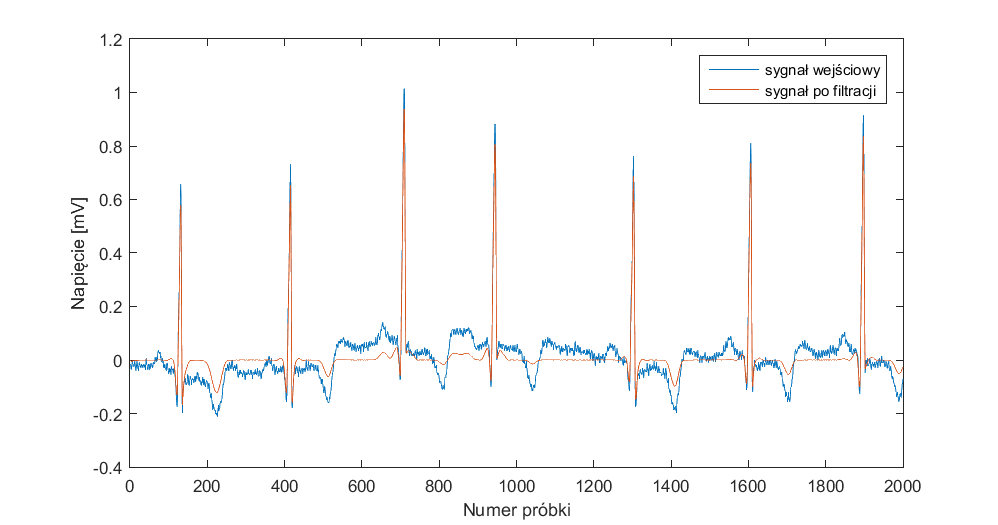 1.2
1
0.8
0.6
0.4
0.2
0
-0.2
-0.4
Napięcie [mV]
sygnał wejściowy
sygnał po filtracji
0 200 400 600 800 1000 1200 1400 1600 1800 2000
Numer próbki